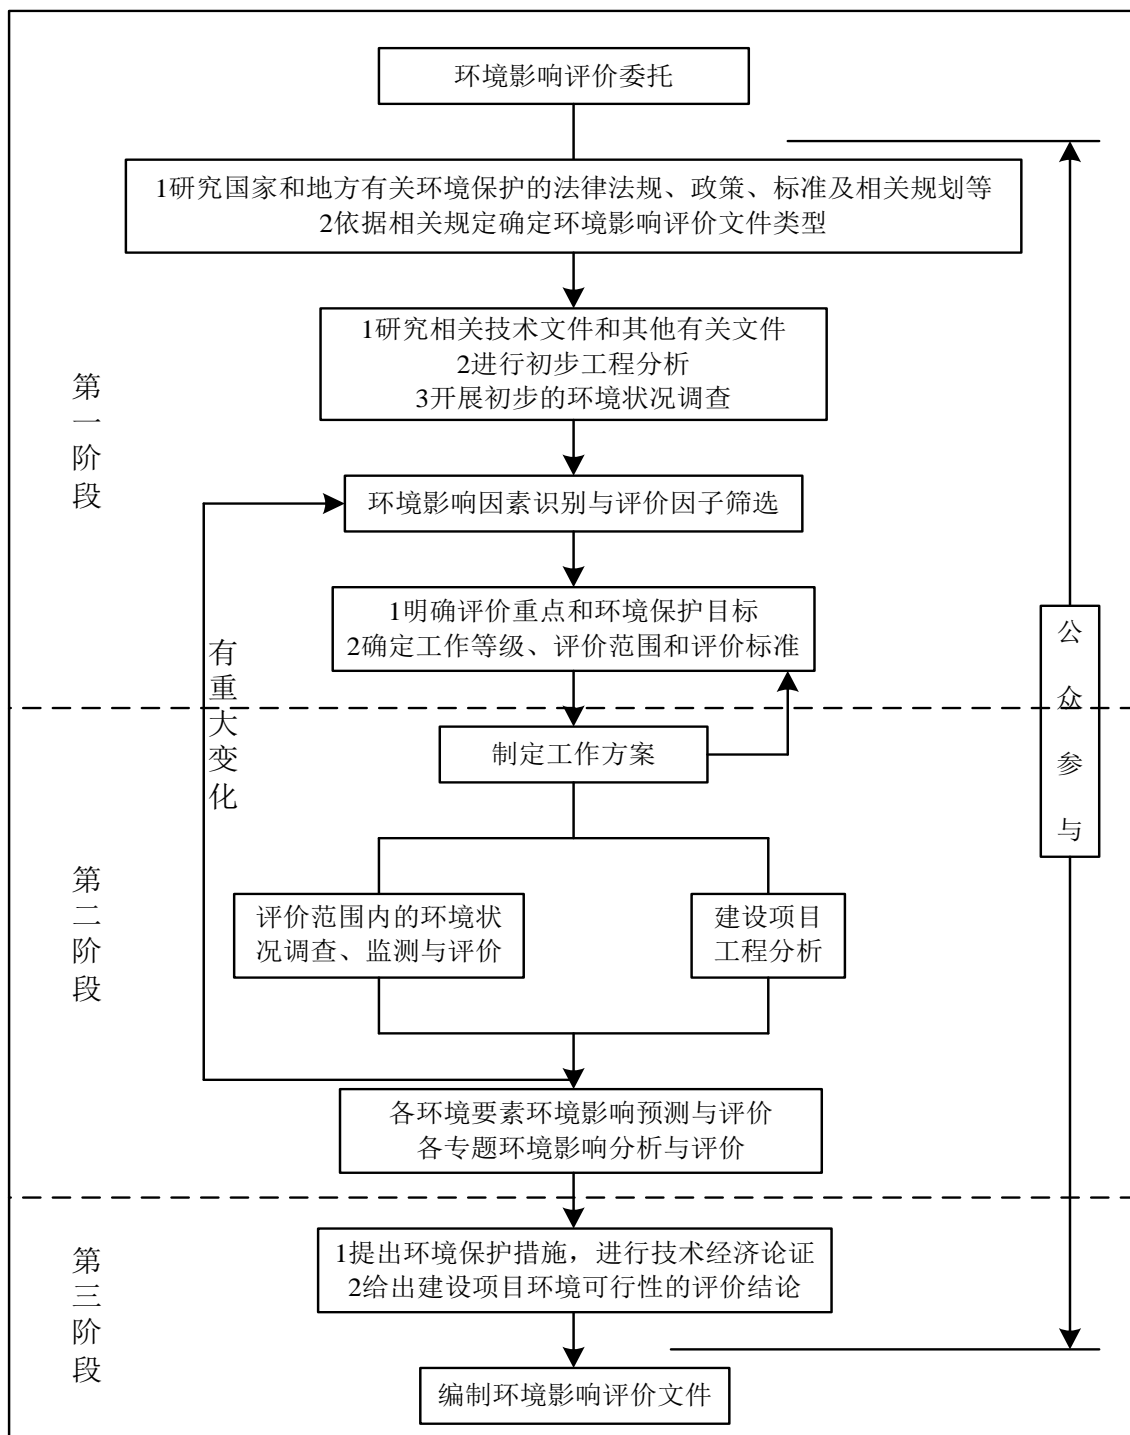 环境影响评价委托
1研究国家和地方有关环境保护的法律法规、政策、标准及相关规划等
2依据相关规定确定环境影响评价文件类型
1研究相关技术文件和其他有关文件
2进行初步工程分析
3开展初步的环境状况调查
第一阶段
环境影响因素识别与评价因子筛选
1明确评价重点和环境保护目标
2确定工作等级、评价范围和评价标准
有重大变化
公众参与
制定工作方案
第二阶段
评价范围内的环境状
况调查、监测与评价
建设项目
工程分析
各环境要素环境影响预测与评价
各专题环境影响分析与评价
第三阶段
1提出环境保护措施，进行技术经济论证
2给出建设项目环境可行性的评价结论
编制环境影响评价文件